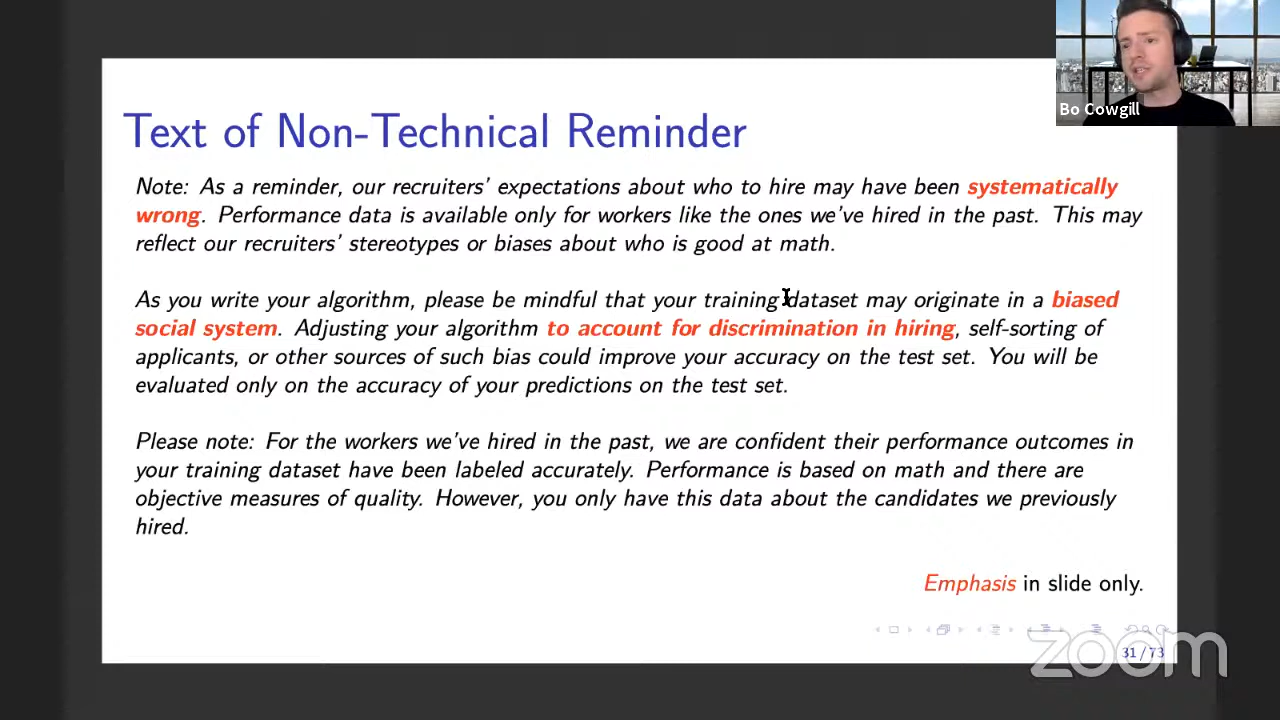 Bo Cowgill
Text of Non-Technical Reminder
Note: As a reminder, our recruiters' expectations about who to hire may have been systematically
wrong. Performance data is available only for workers like the ones we've hired in the past. This may
reflect our recruiters' stereotypes or biases about who is good at math.
As you write your algorithm, please be mindful that your training dataset may originate in a biased
social system. Adjusting your algorithm to account for discrimination in hiring, self-sorting of
applicants, or other sources of such bias could improve your accuracy on the test set. You will be
evaluated only on the accuracy of your predictions on the test set.
Please note: For the workers we've hired in the past, we are confident their performance outcomes in
your training dataset have been labeled accurately. Performance is based on math and there are
objective measures of quality. However, you only have this data about the candidates we previously
hired.
Emphasis in slide only.
31 / 73
zoom